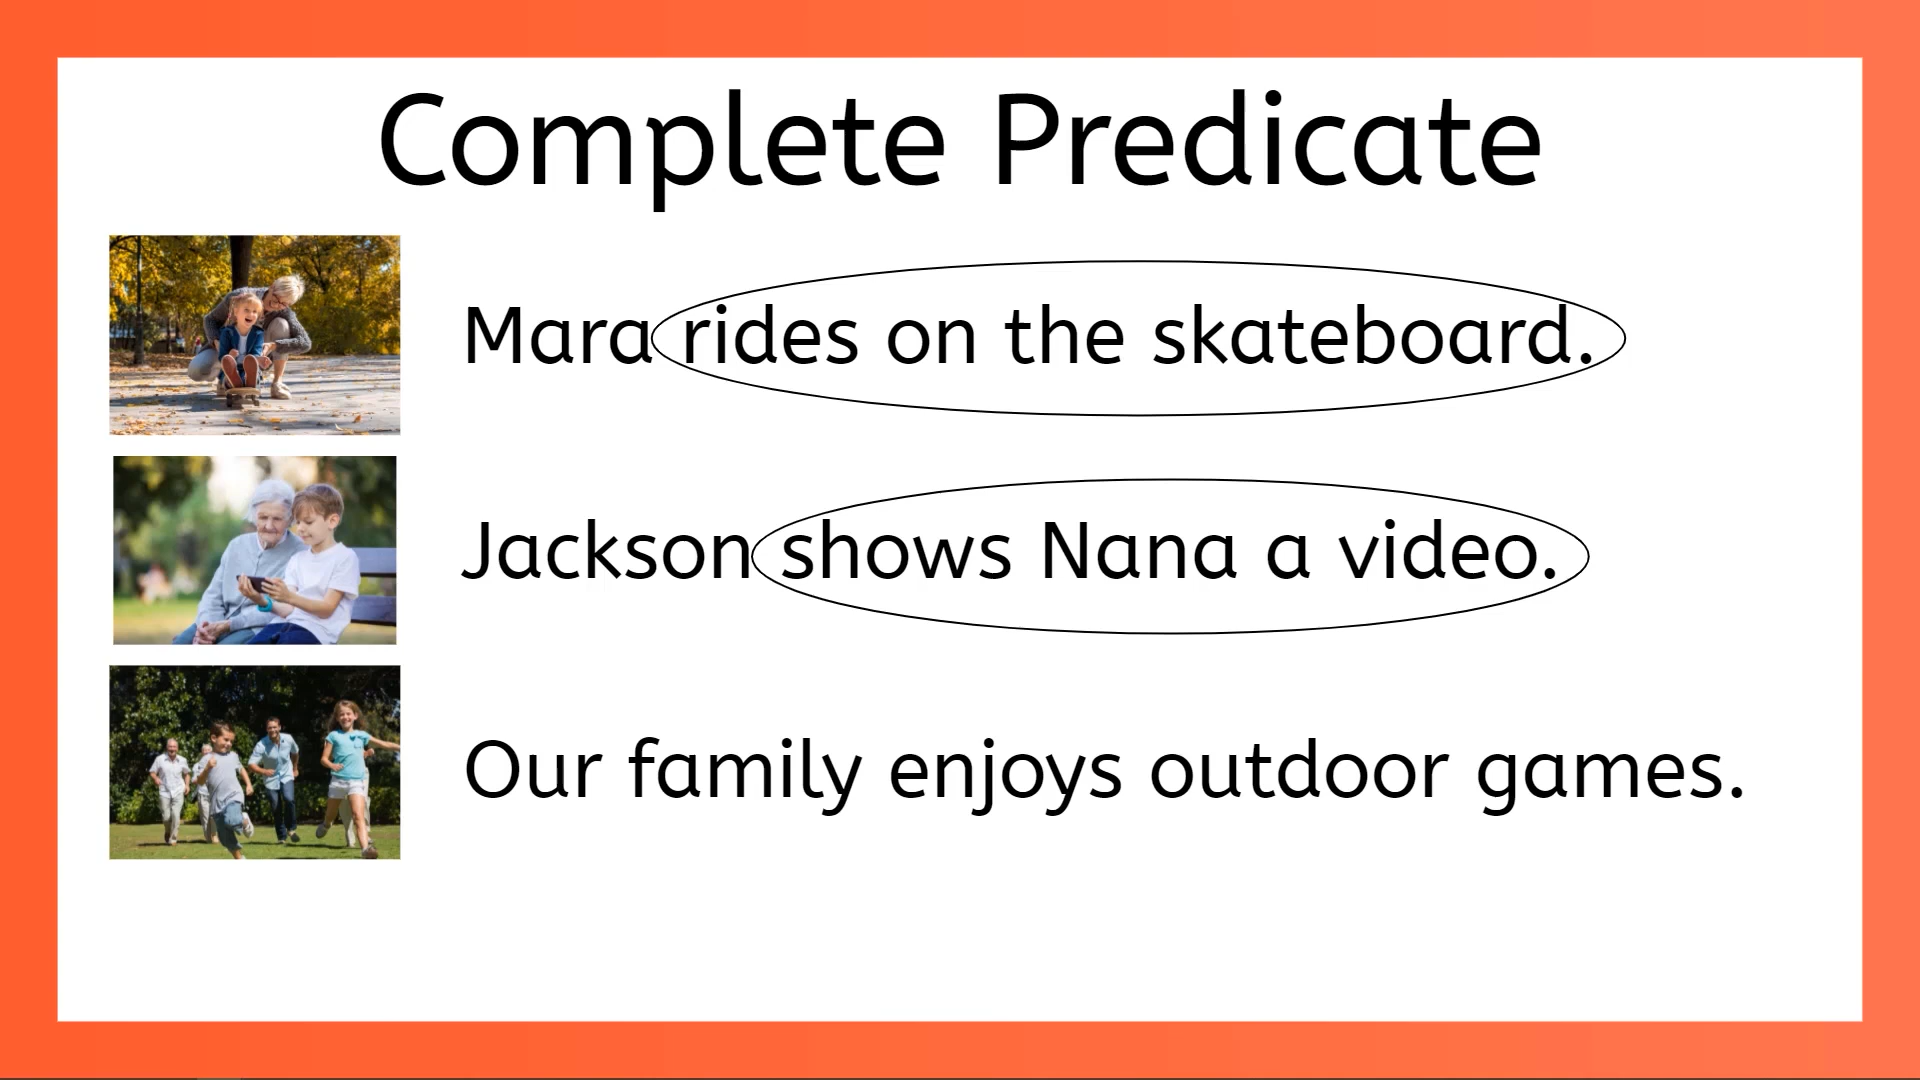 Complete Predicate
Mara rides on the skateboard.
Jackson shows Nana a video.
Our family enjoys outdoor games.